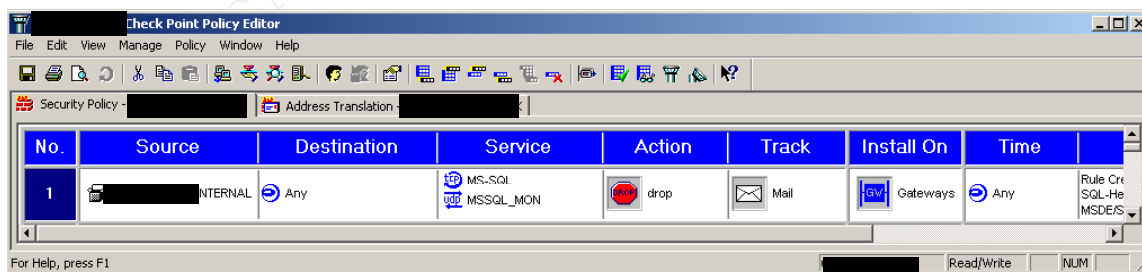 Check Point Policy Editor
File Edit View Manage Policy Window Help
Security Policy - Address Translation -
No. Source Destination Service Action Track Install On Time
1 NTERNAL Any MS-SQL drop Mail Gateways Any Rule Cre
MSSQL_MON SQL-He
MSDE/S
For Help, press F1 Read/Write NUM